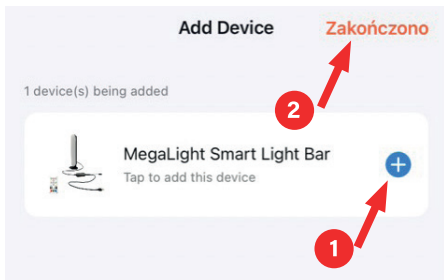 Add Device
Zakończono
1 device(s) being added
2
MegaLight Smart Light Bar
Tap to add this device
1